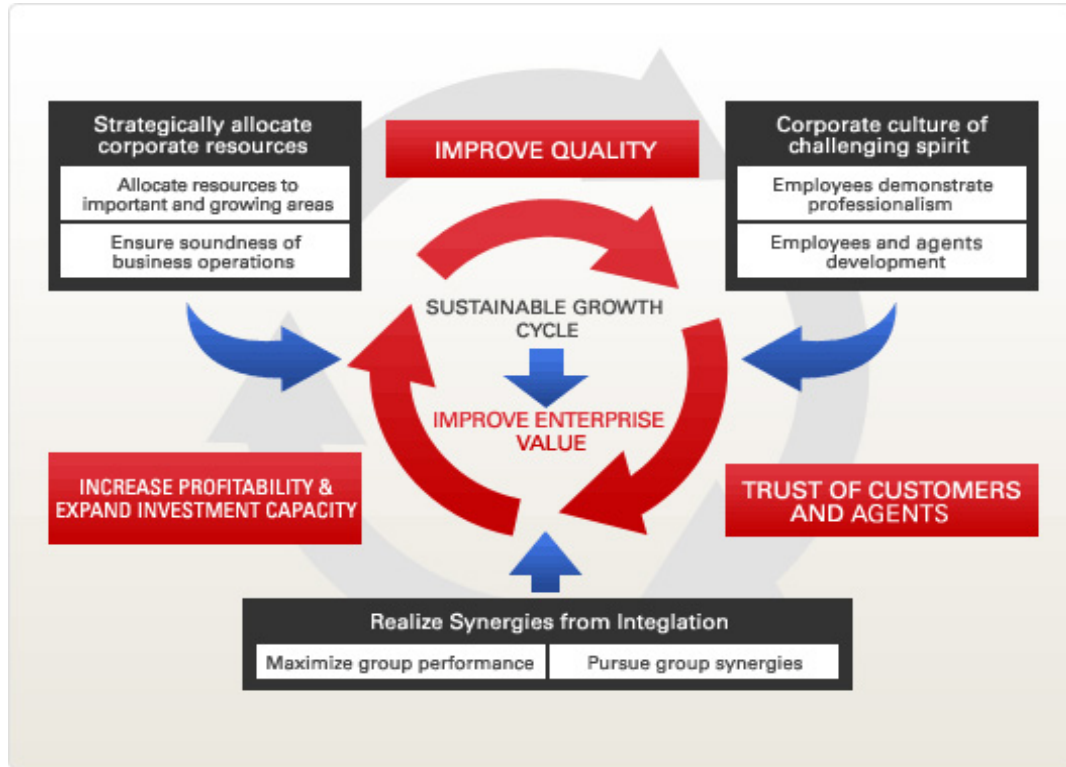 Strategically allocate
corporate resources
Allocate resources to
important and growing areas
Ensure soundness of
business operations
IMPROVE QUALITY
Corporate culture of
challenging spirit
Employees demonstrate
professionalism
Employees and agents
development
SUSTAINABLE GROWTH
CYCLE
IMPROVE ENTERPRISE
VALUE
INCREASE PROFITABILITY &
EXPAND INVESTMENT CAPACITY
TRUST OF CUSTOMERS
AND AGENTS
Realize Synergies from Integlation
Maximize group performance
Pursue group synergies